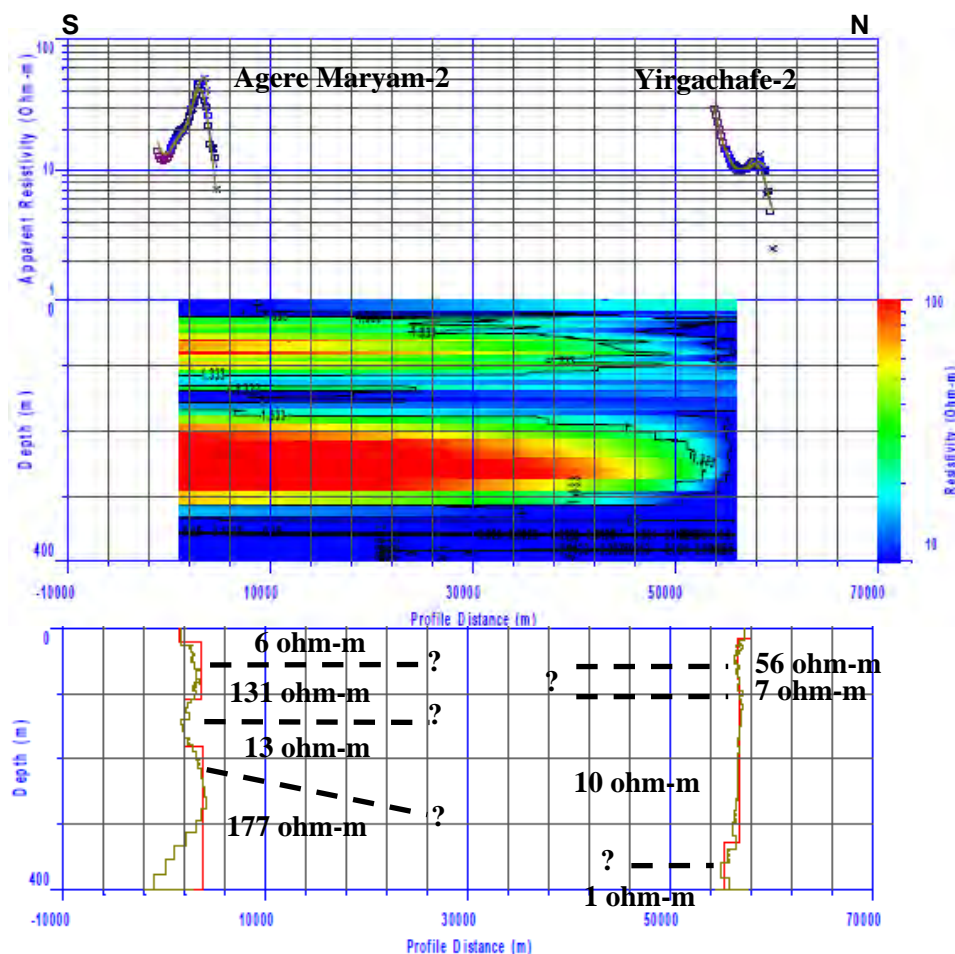 S N
100
Agere Maryam-2 Yirgachafe-2
10
Apparent Resistivity (Ohm-m)
0
100
Depth (m)
Resistivity (Ohm-m)
10
400
-10000 10000 30000 50000 70000
Profile Distance (m)
0
6 ohm-m
? 56 ohm-m
131 ohm-m ? 7 ohm-m
?
13 ohm-m
Depth (m)
10 ohm-m
?
177 ohm-m
?
400
1 ohm-m
-10000 10000 30000 50000 70000
Profile Distance (m)